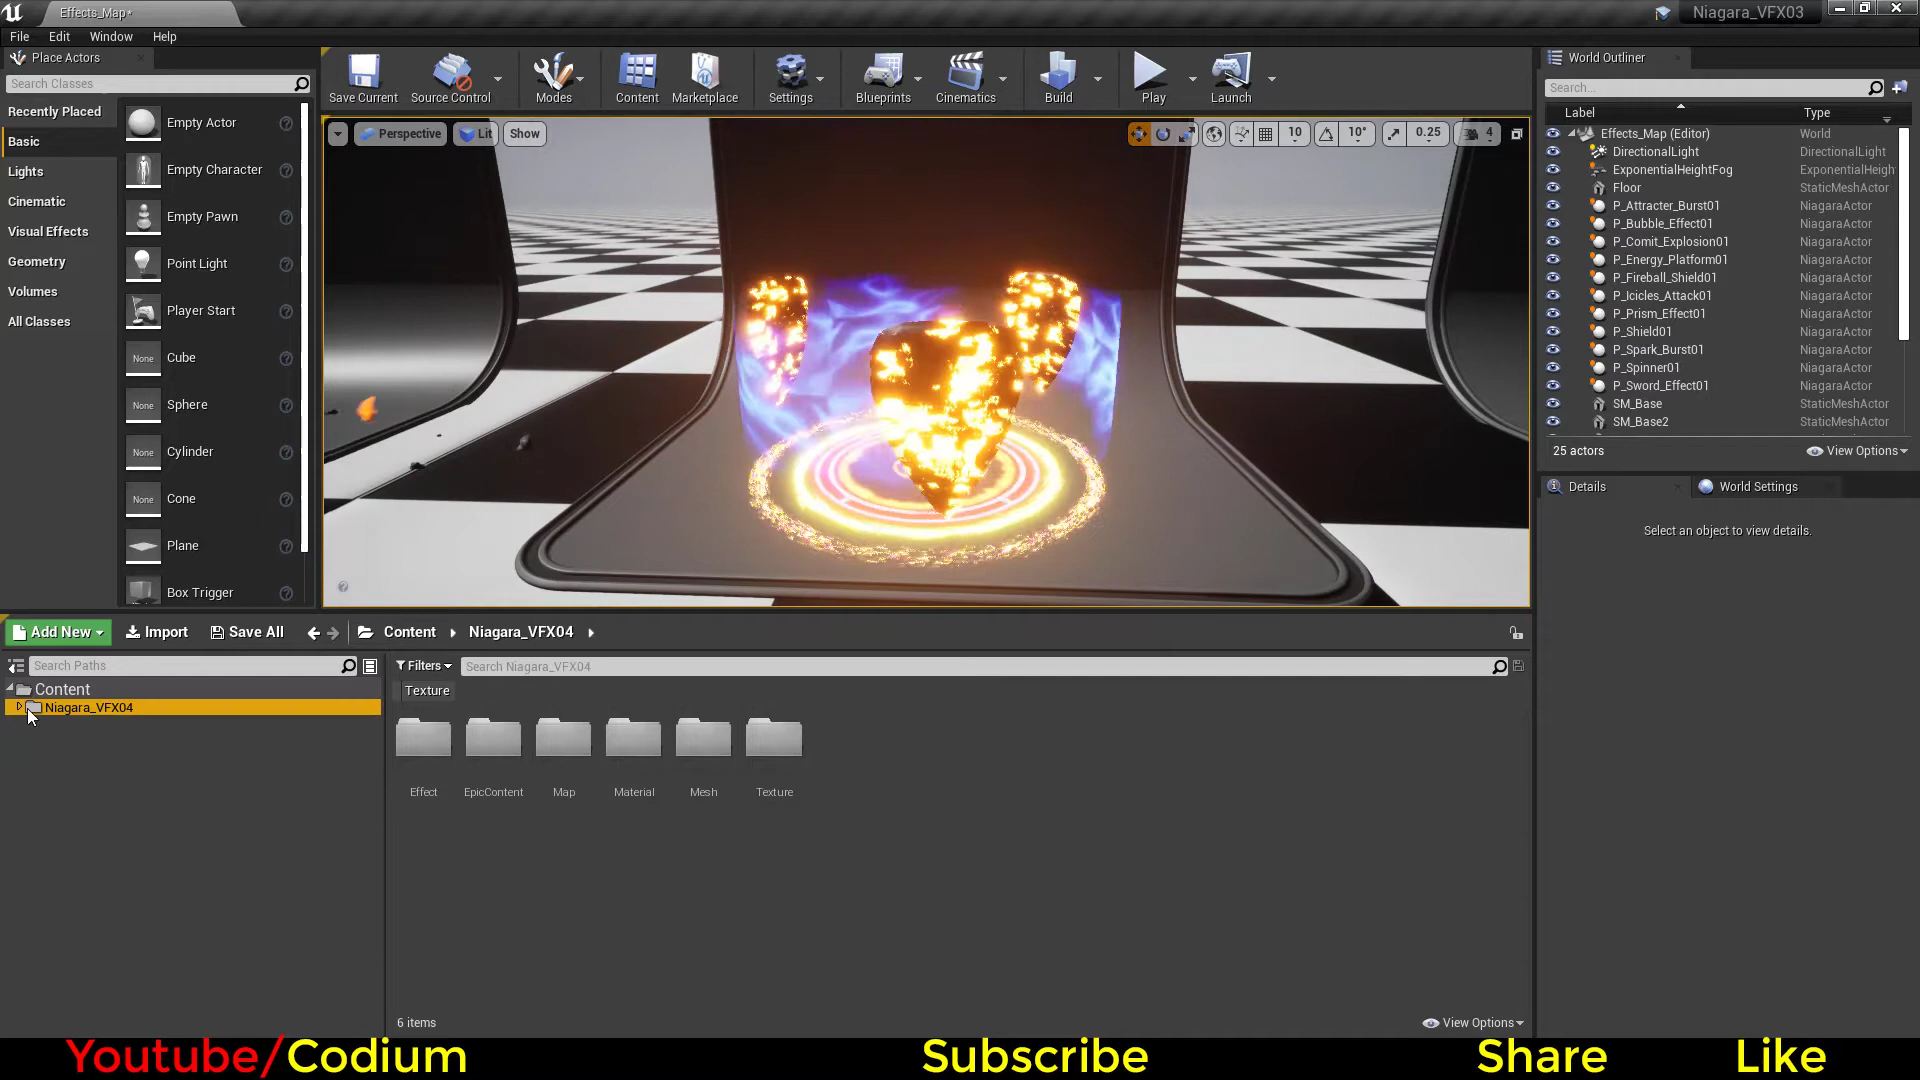 Effects_Map*
Niagara_VFX03
File Edit Window Help
Place Actors
Search Classes
Recently Placed
Basic
Lights
Cinematic
Visual Effects
Geometry
Volumes
All Classes
Empty Actor
Empty Character
Empty Pawn
Point Light
Player Start
None Cube
None Sphere
None Cylinder
None Cone
Plane
Box Trigger
Save Current Source Control Modes Content Marketplace Settings Blueprints Cinematics Build Play Launch
Perspective Lit Show
10 10° 0.25 4
World Outliner
Search...
Label Type
Effects_Map (Editor) World
DirectionalLight DirectionalLight
ExponentialHeightFog ExponentialHeigh
Floor StaticMeshActor
P_Attracter_Burst01 NiagaraActor
P_Bubble_Effect01 NiagaraActor
P_Comit_Explosion01 NiagaraActor
P_Energy_Platform01 NiagaraActor
P_Fireball_Shield01 NiagaraActor
P_Icicles_Attack01 NiagaraActor
P_Prism_Effect01 NiagaraActor
P_Shield01 NiagaraActor
P_Spark_Burst01 NiagaraActor
P_Spinner01 NiagaraActor
P_Sword_Effect01 NiagaraActor
SM_Base StaticMeshActor
SM_Base2 StaticMeshActor
25 actors View Options
Details World Settings
Select an object to view details.
Add New Import Save All Content Niagara_VFX04
Search Paths
Content
Niagara_VFX04
Filters Search Niagara_VFX04
Texture
Effect EpicContent Map Material Mesh Texture
6 items View Options
Youtube/Codium Subscribe Share Like